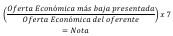 (Oferta Económica más baja presentada / Oferta Económica del oferente) x 7
= Nota